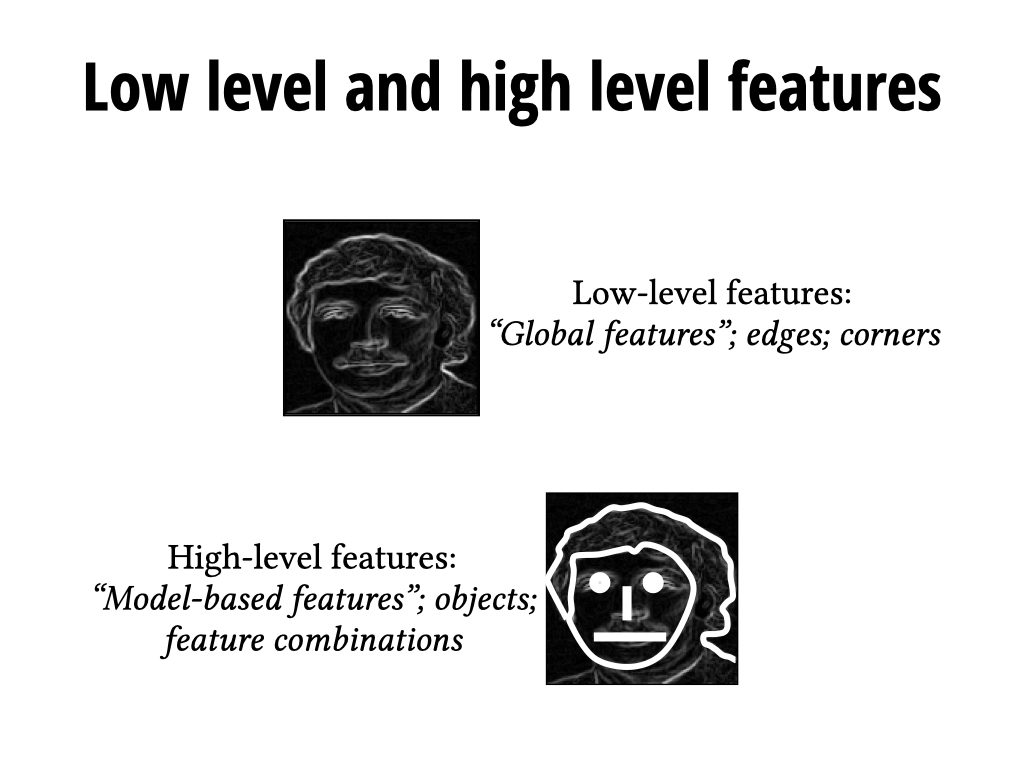 Low level and high level features
Low-level features:
“Global features”; edges; corners
High-level features:
“Model-based features”; objects;
feature combinations